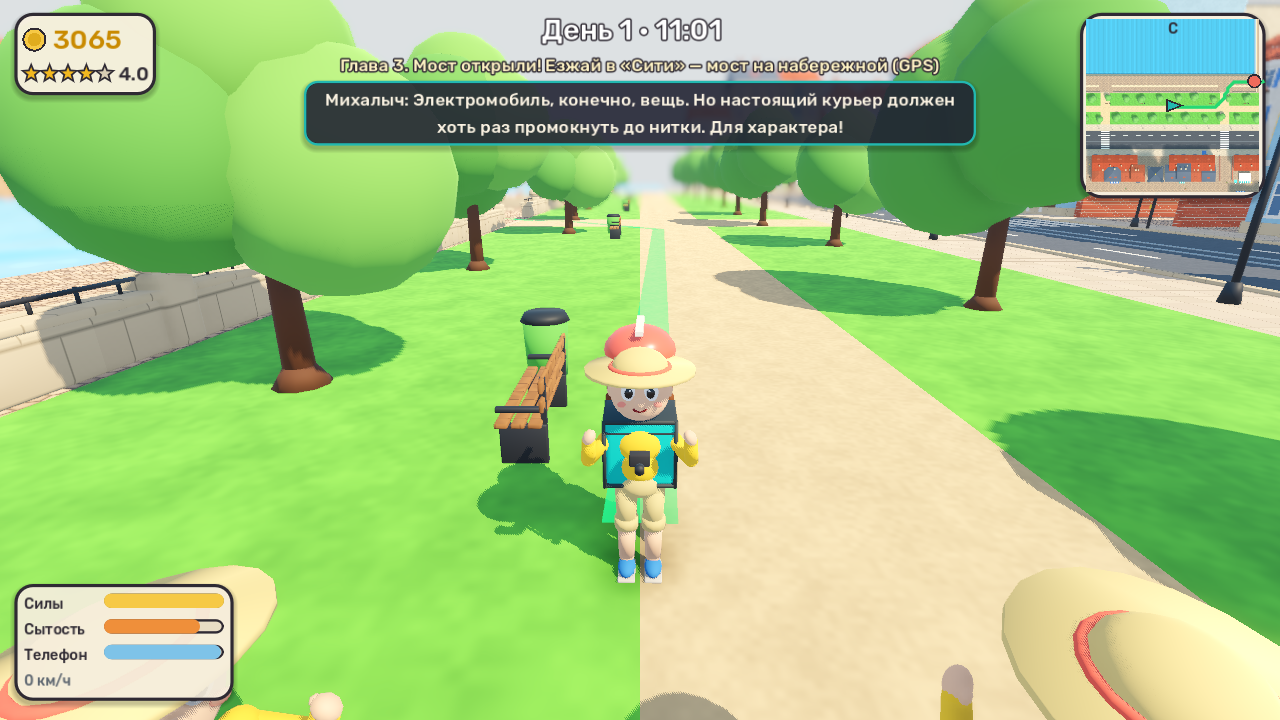 3065
4.0
День 1 • 11:01
Глава 3. Мост открыли! Езжай в «Сити» — мост на набережной (GPS)
Михалыч: Электромобиль, конечно, вещь. Но настоящий курьер должен
хоть раз промокнуть до нитки. Для характера!
С
Силы
Сытость
Телефон
0 км/ч